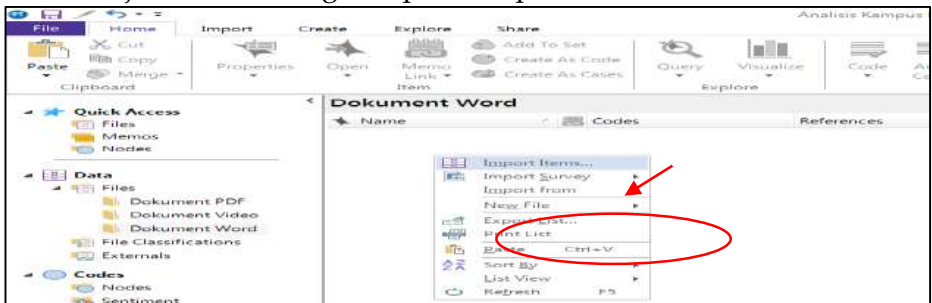 Analisis Kampus
File Home Import Create Explore Share
Paste
Cut
Copy
Merge
Clipboard
Properties
Open
Memo Link
Item
Add To Set
Create As Code
Create As Cases
Query
Visualize
Explore
Code
Quick Access
Files
Memos
Nodes
Data
Files
Dokument PDF
Dokument Video
Dokument Word
File Classifications
Externals
Codes
Nodes
Sentiment
Dokument Word
Name Codes References
Import Items...
Import Survey
Import from
New File
Export List...
Print List
Paste Ctrl+V
Sort By
List View
Refresh F5